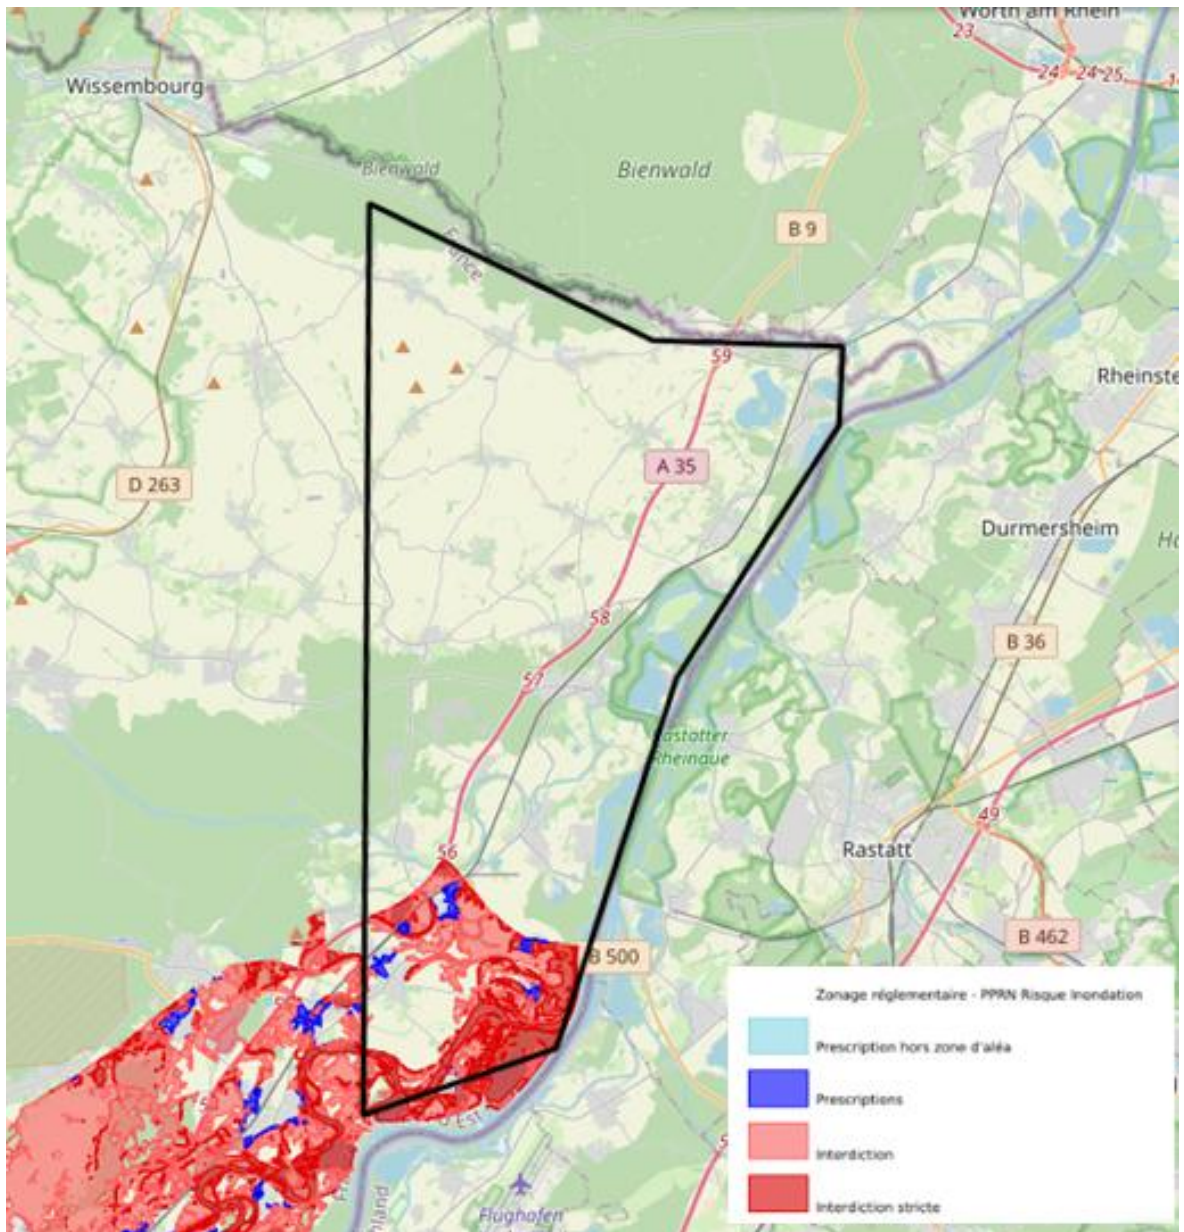 Wörth am Rhein
23
24
24
25
Wissembourg
Bienwald
Bienwald
B 9
59
Rheinste
A 35
D 263
Durmersheim
58
B 36
57
Rastatter
Rheinaue
49
56
Rastatt
B 462
B 500
Zonage réglementaire - PPRN Risque Inondation
Prescription hors zone d'aléa
Prescriptions
Interdiction
Interdiction stricte
d Est
Flughafen